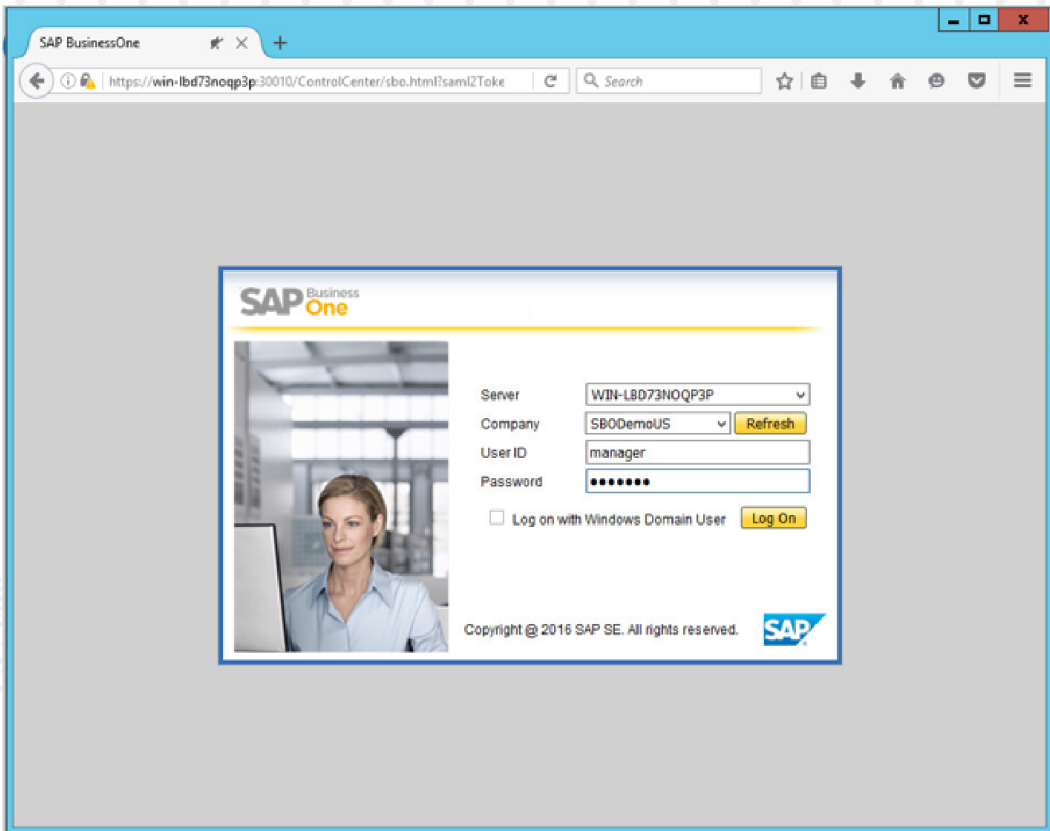 SAP BusinessOne
https://win-lbd73noqp3p:30010/ControlCenter/sbo.html?saml2Toke
Search
SAP Business One
Server WIN-LBD73NOQP3P
Company SBODemoUS Refresh
User ID manager
Password •••••••
Log on with Windows Domain User Log On
Copyright @ 2016 SAP SE. All rights reserved. SAP